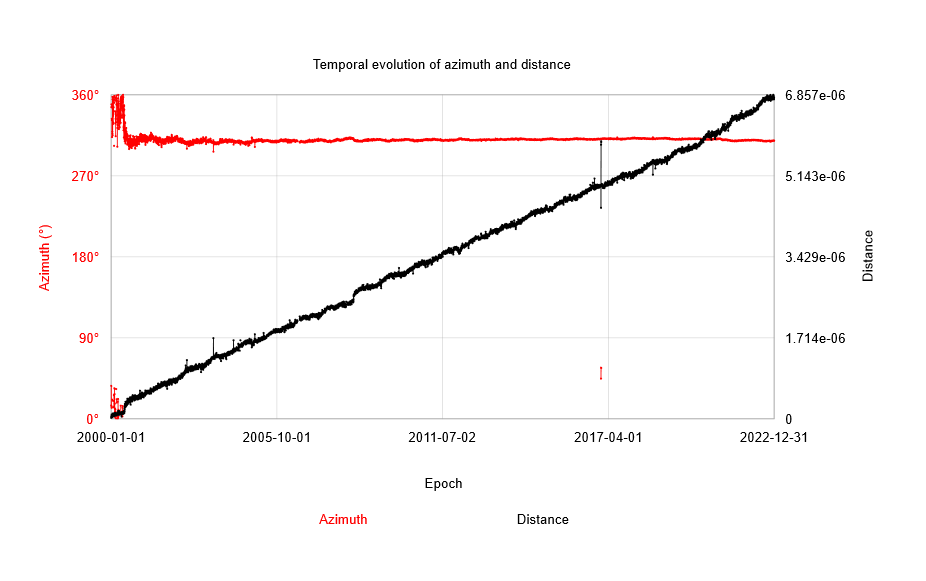 Temporal evolution of azimuth and distance
360°
6.857e-06
270°
5.143e-06
Azimuth (°)
180°
3.429e-06
Distance
90°
1.714e-06
0°
0
2000-01-01
2005-10-01
2011-07-02
2017-04-01
2022-12-31
Epoch
Azimuth
Distance